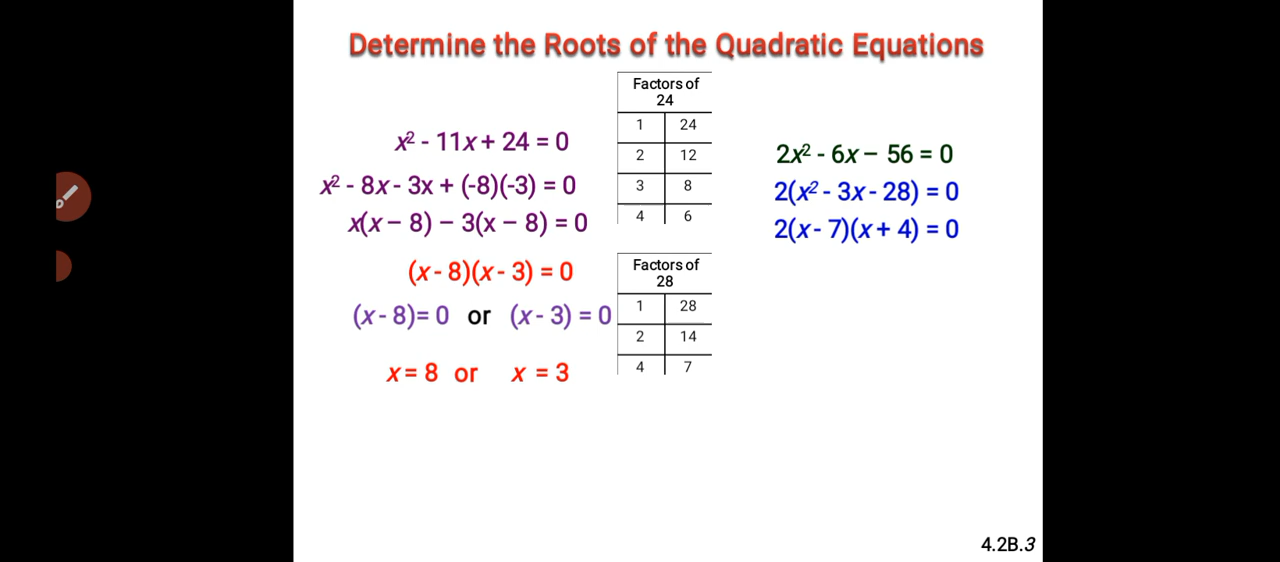 Determine the Roots of the Quadratic Equations
x² - 11x + 24 = 0
x² - 8x - 3x + (-8)(-3) = 0
x(x – 8) – 3(x – 8) = 0
(x - 8)(x - 3) = 0
(x - 8)= 0 or (x - 3) = 0
x = 8 or x = 3
Factors of
24
1 24
2 12
3 8
4 6
Factors of
28
1 28
2 14
4 7
2x² - 6x – 56 = 0
2(x² - 3x - 28) = 0
2(x - 7)(x + 4) = 0
4.2B.3